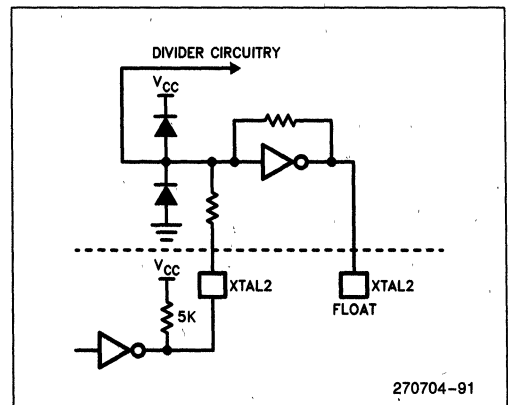 DIVIDER CIRCUITRY
VCC
VCC
5K
XTAL2
XTAL2
FLOAT
270704-91